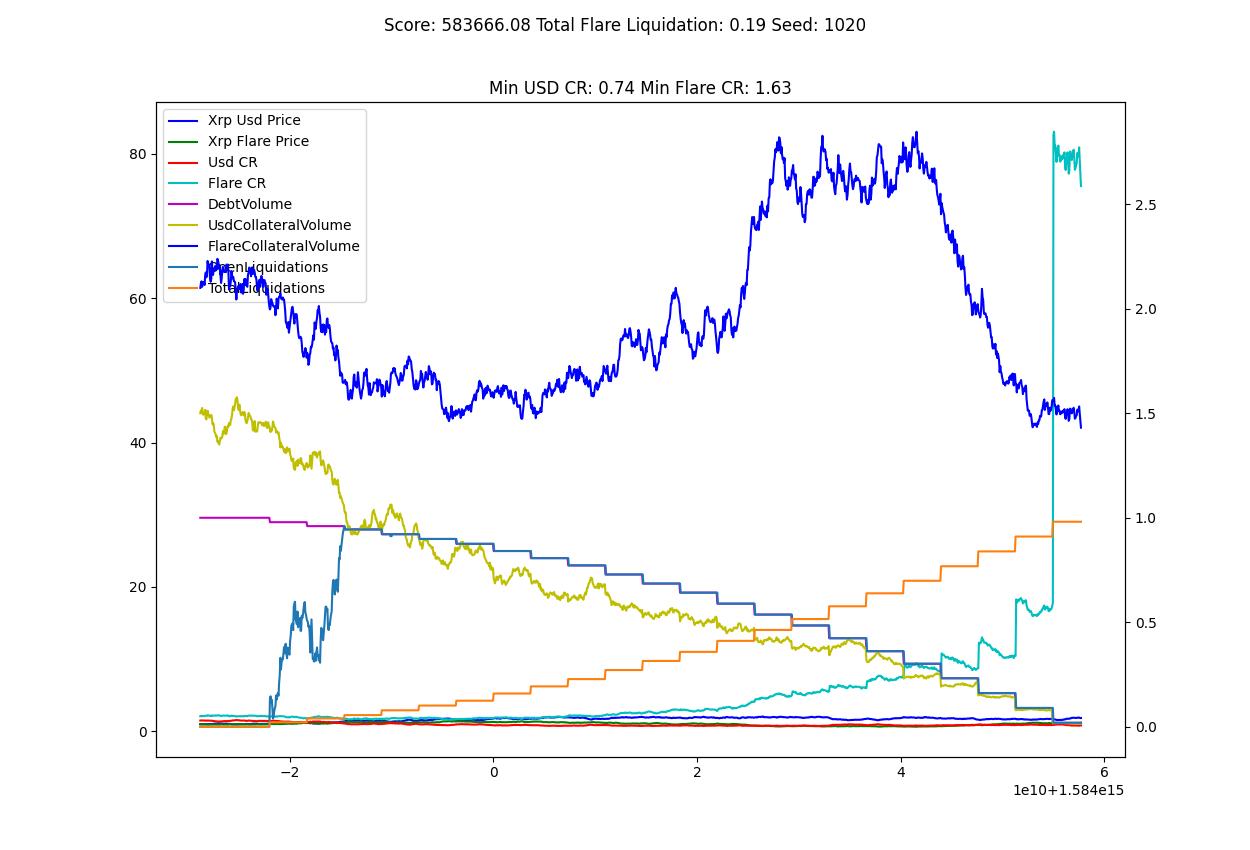 Score: 583666.08 Total Flare Liquidation: 0.19 Seed: 1020
Min USD CR: 0.74 Min Flare CR: 1.63
Xrp Usd Price
Xrp Flare Price
Usd CR
Flare CR
DebtVolume
UsdCollateralVolume
FlareCollateralVolume
OpenLiquidations
TotalLiquidations
80
60
40
20
0
2.5
2.0
1.5
1.0
0.5
0.0
−2
0
2
4
6
1e10+1.584e15